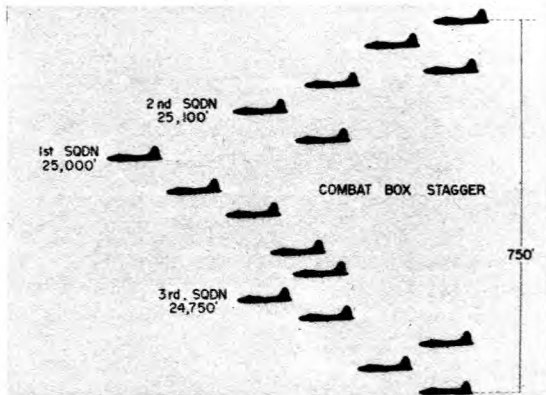 2nd SQDN
25,100'
1st SQDN
25,000'
COMBAT BOX STAGGER
750'
3rd. SQDN
24,750'